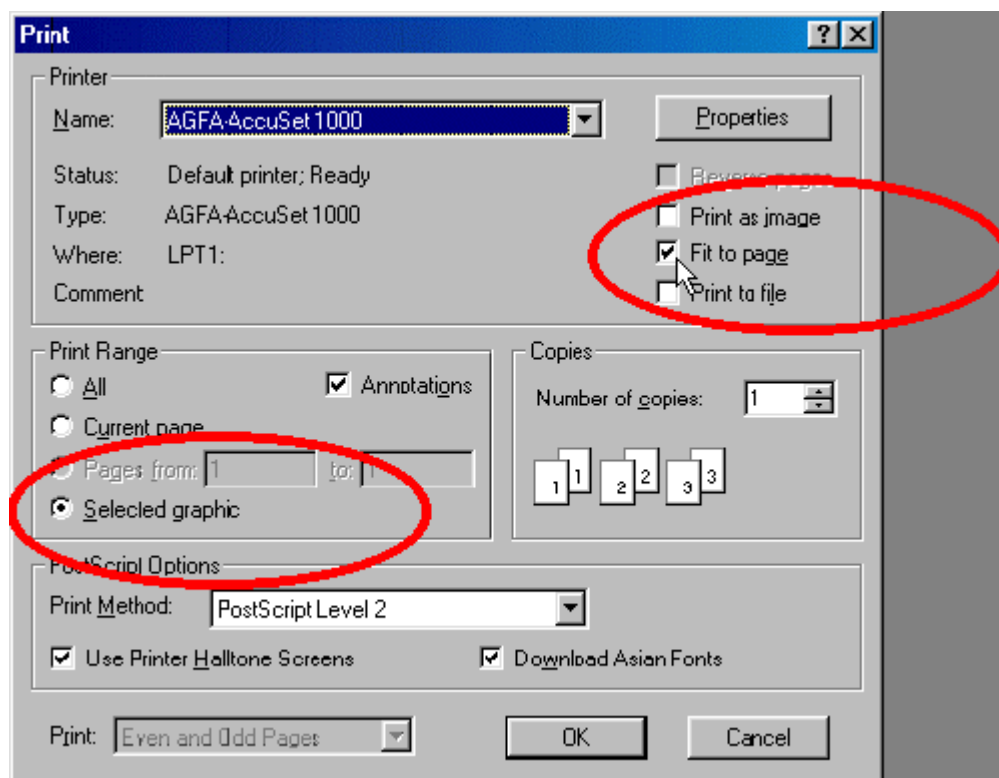 Print
Printer
Name: AGFA-AccuSet 1000 Properties
Status: Default printer; Ready Reverse pages
Type: AGFA-AccuSet 1000 Print as image
Where: LPT1: Fit to page
Comment Print to file
Print Range Copies
All Annotations Number of copies: 1
Current page
Pages from: 1 to: 1 1 1 2 2 3 3
Selected graphic
PostScript Options
Print Method: PostScript Level 2
Use Printer Halftone Screens Download Asian Fonts
Print: Even and Odd Pages OK Cancel